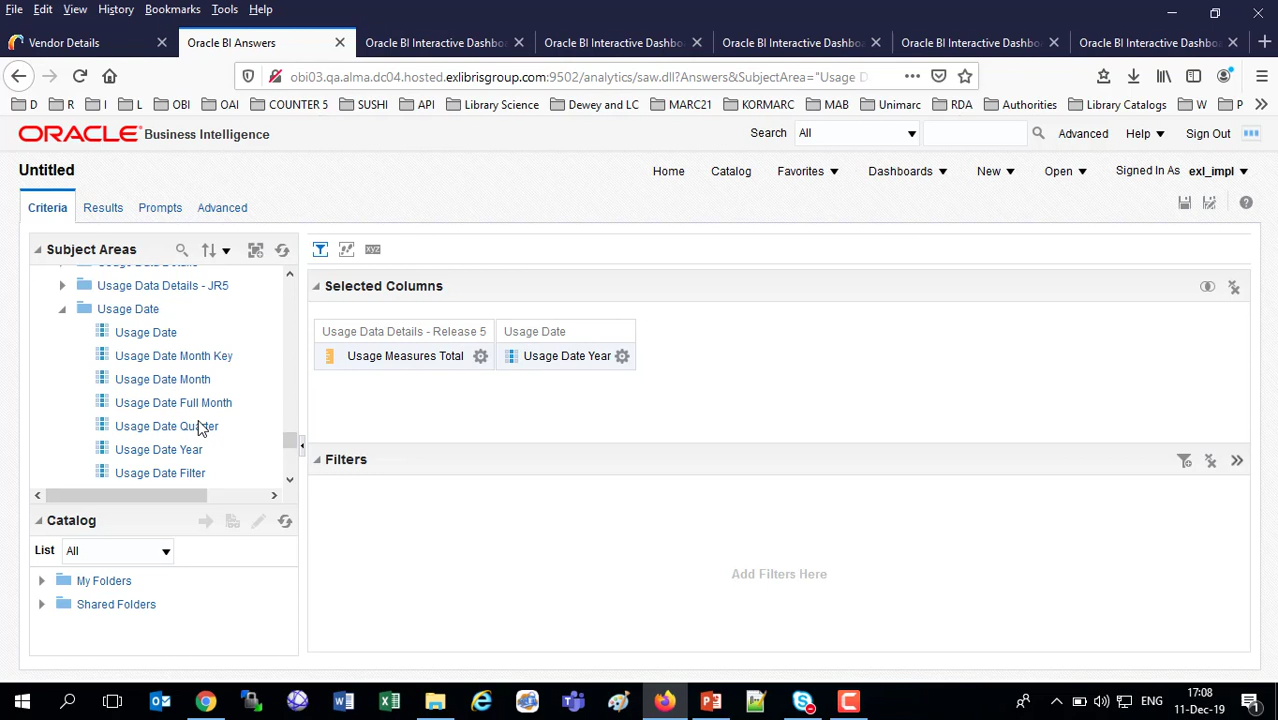 File Edit View History Bookmarks Tools Help
Vendor Details
Oracle BI Answers
Oracle BI Interactive Dashbo
Oracle BI Interactive Dashbo
Oracle BI Interactive Dashbo
Oracle BI Interactive Dashbo
Oracle BI Interactive Dashbo
obi03.qa.alma.dc04.hosted.exlibrisgroup.com:9502/analytics/saw.dll?Answers&SubjectArea="Usage D
D R I L OBI OAI COUNTER 5 SUSHI API Library Science Dewey and LC MARC21 KORMARC MAB Unimarc RDA Authorities Library Catalogs W P
ORACLE Business Intelligence
Search All Advanced Help Sign Out
Untitled
Home Catalog Favorites Dashboards New Open Signed In As exl_impl
Criteria Results Prompts Advanced
Subject Areas
Usage Data Details - JR5
Usage Date
Usage Date
Usage Date Month Key
Usage Date Month
Usage Date Full Month
Usage Date Quarter
Usage Date Year
Usage Date Filter
Catalog
List All
My Folders
Shared Folders
Selected Columns
Usage Data Details - Release 5 Usage Date
Usage Measures Total Usage Date Year
xyz
Filters
Add Filters Here
ENG
17:08
11-Dec-19